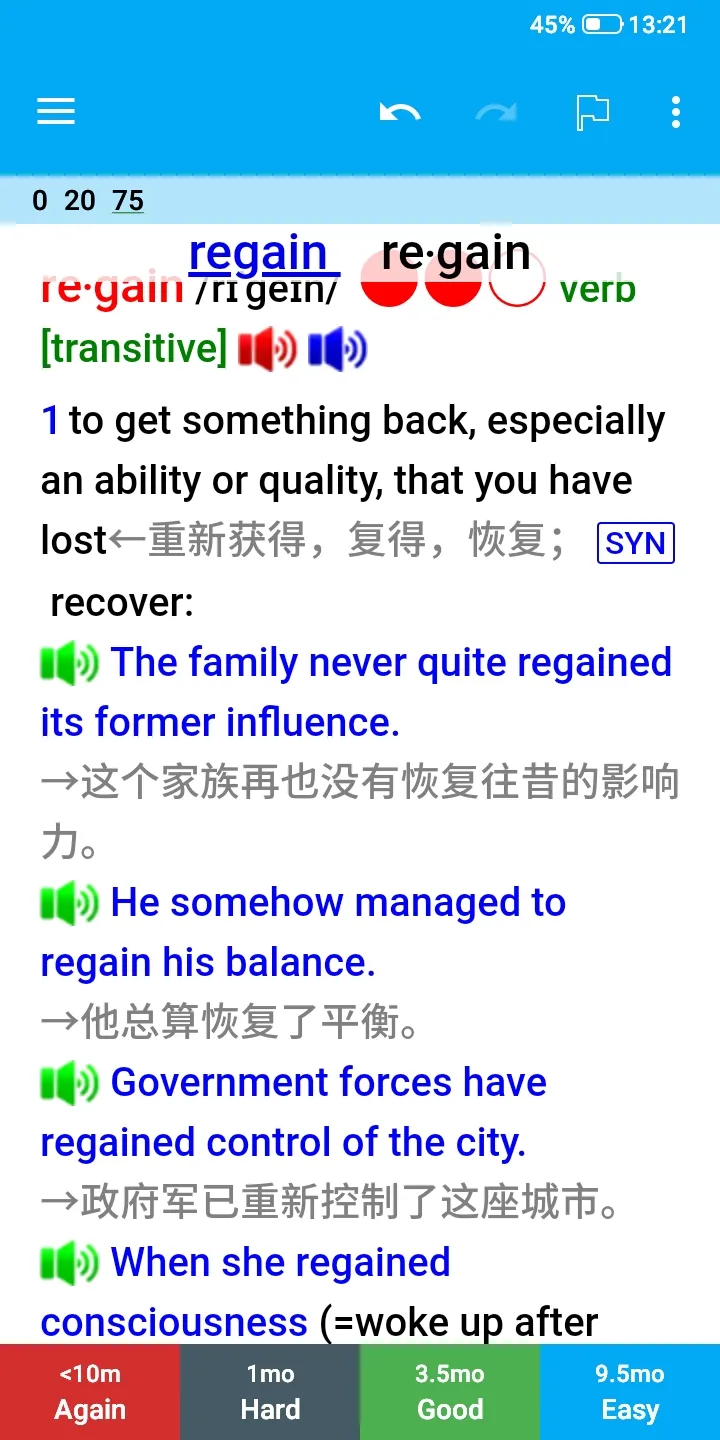 45% 13:21
0 20 75
regain re·gain
re·gain /rɪˈɡeɪn/ verb
[transitive]
1 to get something back, especially
an ability or quality, that you have
lost←重新获得，复得，恢复； SYN
recover:
The family never quite regained
its former influence.
→这个家族再也没有恢复往昔的影响
力。
He somehow managed to
regain his balance.
→他总算恢复了平衡。
Government forces have
regained control of the city.
→政府军已重新控制了这座城市。
When she regained
consciousness (=woke up after
<10m 1mo 3.5mo 9.5mo
Again Hard Good Easy